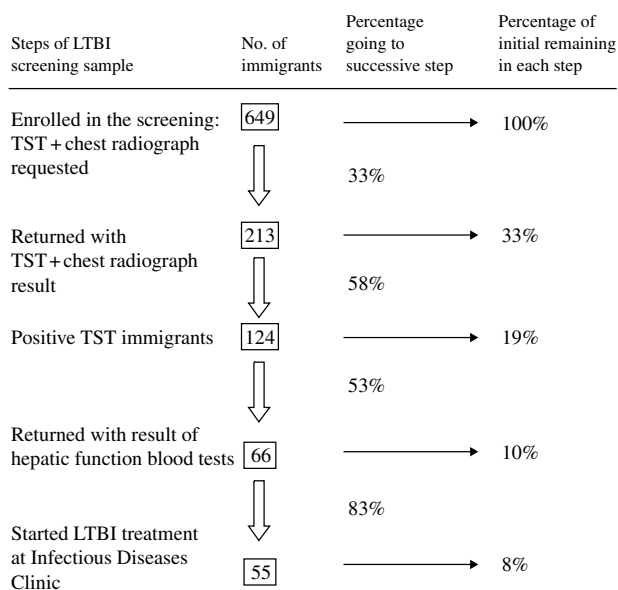 Steps of LTBI
screening sample
No. of
immigrants
Percentage
going to
successive step
Percentage of
initial remaining
in each step
Enrolled in the screening:
TST + chest radiograph
requested
649
100%
33%
Returned with
TST + chest radiograph
result
213
33%
58%
Positive TST immigrants
124
19%
53%
Returned with result of
hepatic function blood tests
66
10%
83%
Started LTBI treatment
at Infectious Diseases
Clinic
55
8%